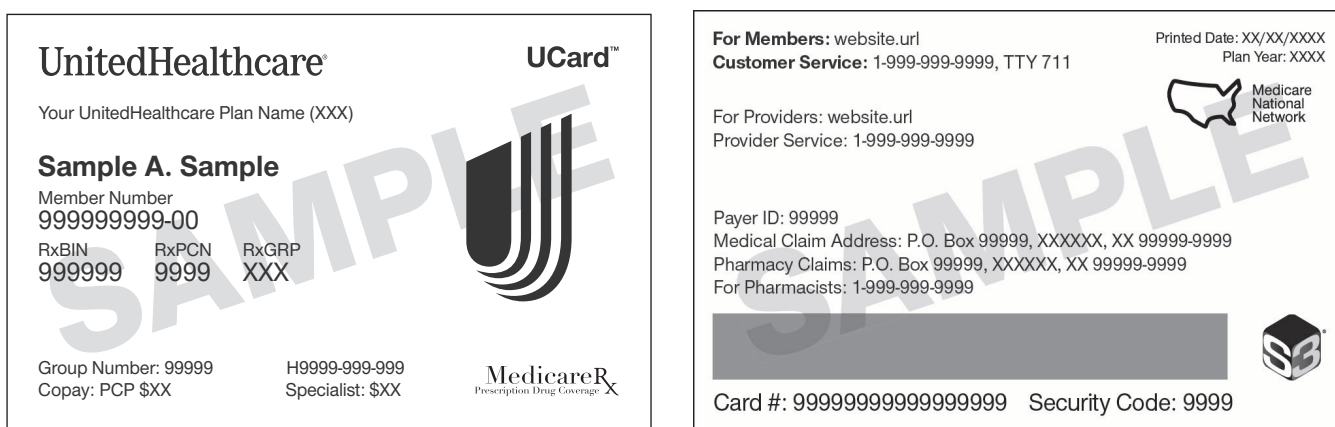 UnitedHealthcare®
UCard™
Your UnitedHealthcare Plan Name (XXX)
Sample A. Sample
Member Number
999999999-00
RxBIN RxPCN RxGRP
999999 9999 XXX
Group Number: 99999 H9999-999-999
Copay: PCP $XX Specialist: $XX
MedicareRx
Prescription Drug Coverage
SAMPLE
For Members: website.url
Customer Service: 1-999-999-9999, TTY 711
Printed Date: XX/XX/XXXX
Plan Year: XXXX
Medicare
National
Network
For Providers: website.url
Provider Service: 1-999-999-9999
Payer ID: 99999
Medical Claim Address: P.O. Box 99999, XXXXXX, XX 99999-9999
Pharmacy Claims: P.O. Box 99999, XXXXXX, XX 99999-9999
For Pharmacists: 1-999-999-9999
S3®
Card #: 99999999999999999 Security Code: 9999
SAMPLE